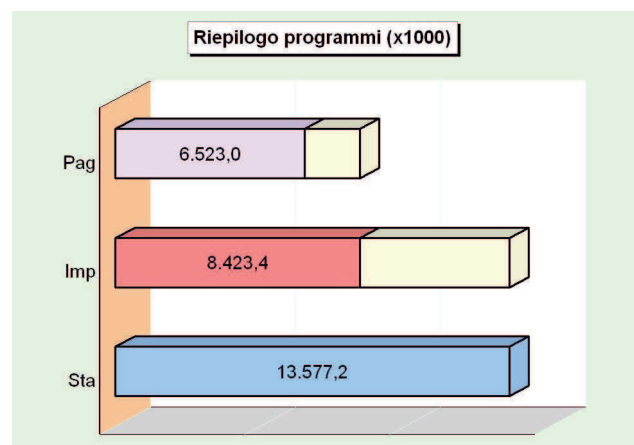 Riepilogo programmi (x1000)
Pag
6.523,0
Imp
8.423,4
Sta
13.577,2